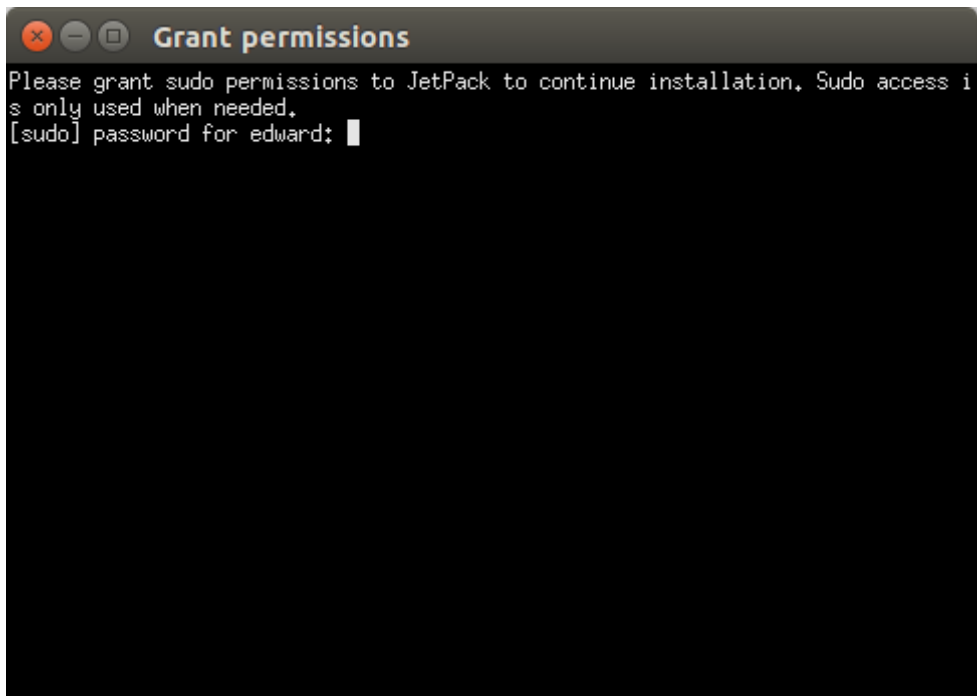 Grant permissions
Please grant sudo permissions to JetPack to continue installation. Sudo access i
s only used when needed.
[sudo] password for edward: